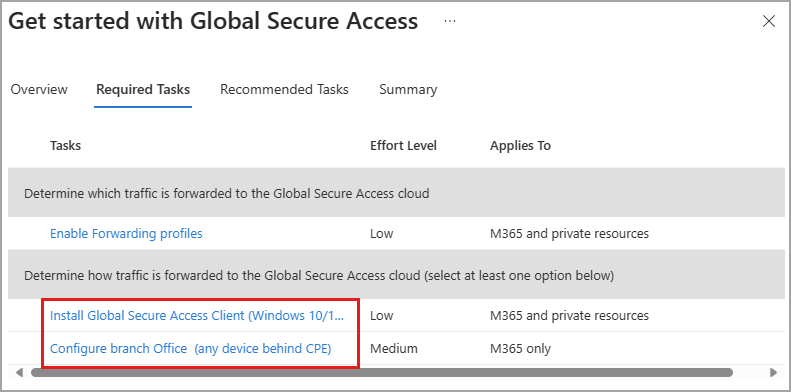 Get started with Global Secure Access ...
Overview Required Tasks Recommended Tasks Summary
Tasks Effort Level Applies To
Determine which traffic is forwarded to the Global Secure Access cloud
Enable Forwarding profiles Low M365 and private resources
Determine how traffic is forwarded to the Global Secure Access cloud (select at least one option below)
Install Global Secure Access Client (Windows 10/1... Low M365 and private resources
Configure branch Office (any device behind CPE) Medium M365 only